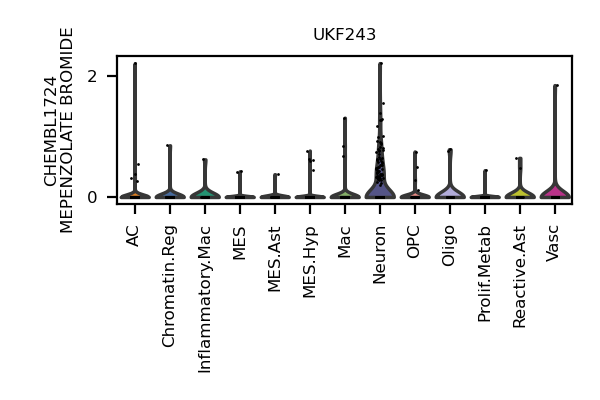 UKF243
CHEMBL1724
MEPENZOLATE BROMIDE
2
0
AC
Chromatin.Reg
Inflammatory.Mac
MES
MES.Ast
MES.Hyp
Mac
Neuron
OPC
Oligo
Prolif.Metab
Reactive.Ast
Vasc